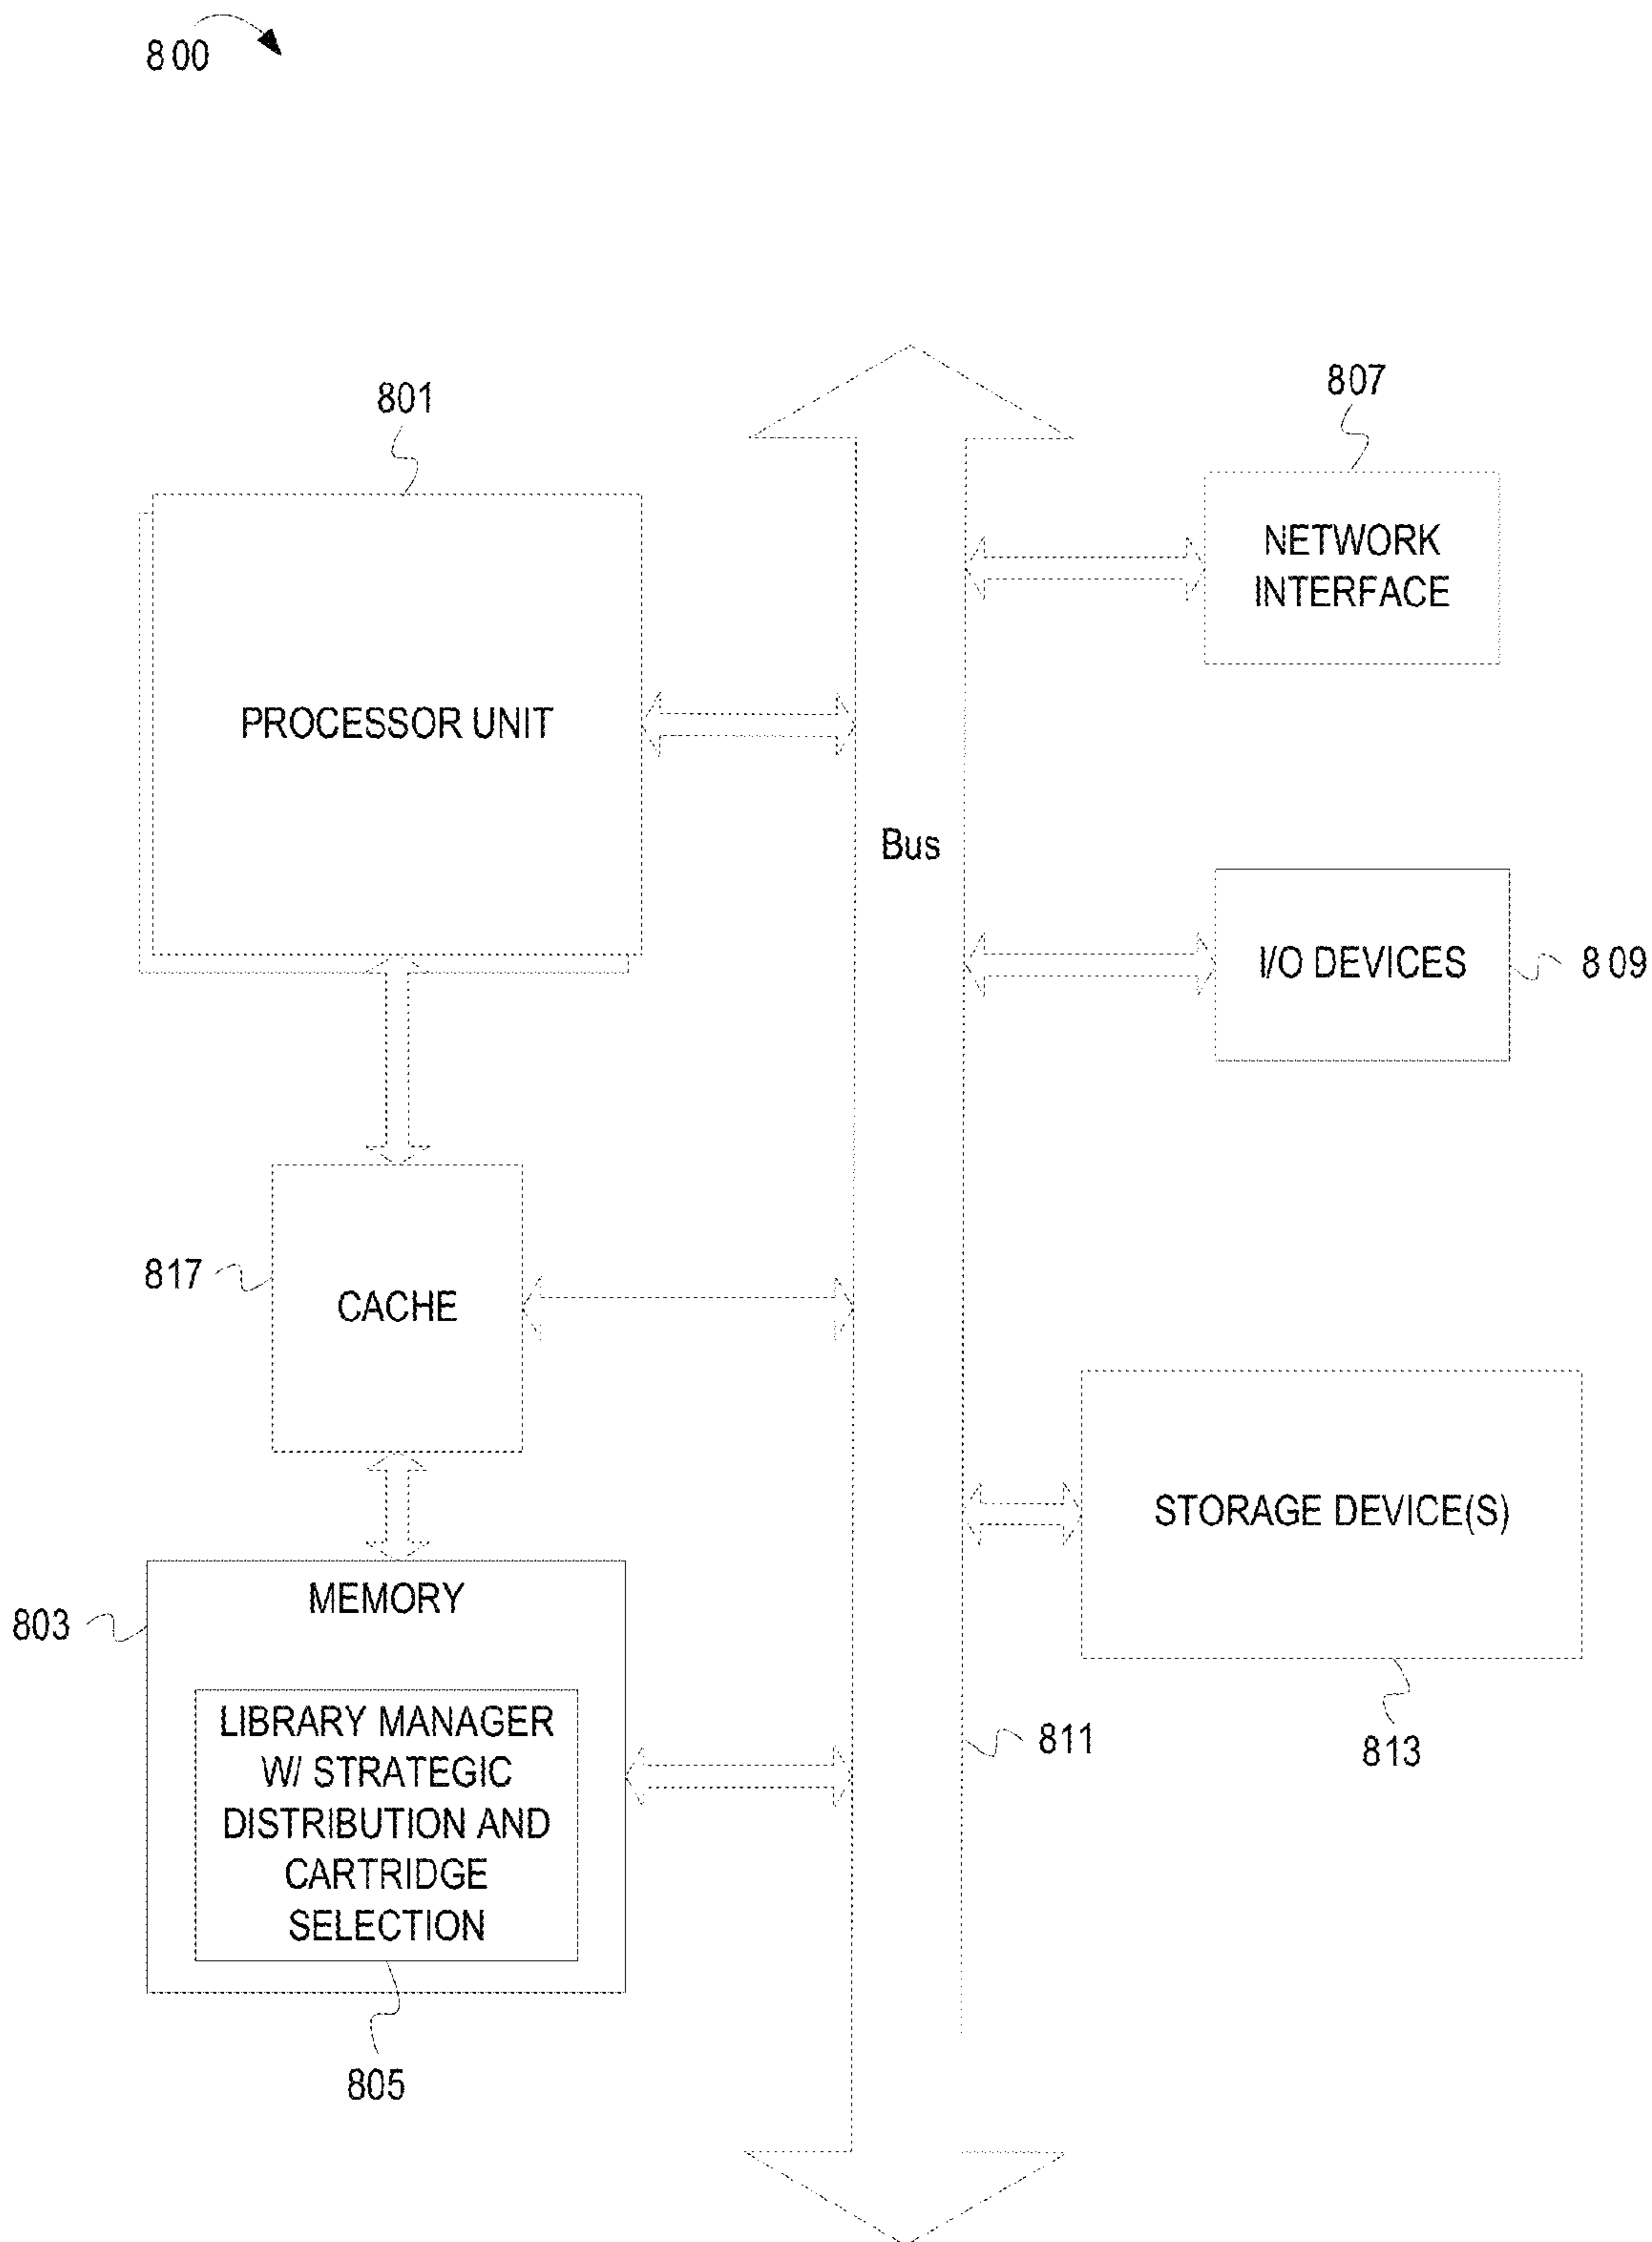 800
801
807
PROCESSOR UNIT
NETWORK
INTERFACE
Bus
I/O DEVICES
809
817
CACHE
STORAGE DEVICE(S)
803
MEMORY
LIBRARY MANAGER
W/ STRATEGIC
DISTRIBUTION AND
CARTRIDGE
SELECTION
811
813
805